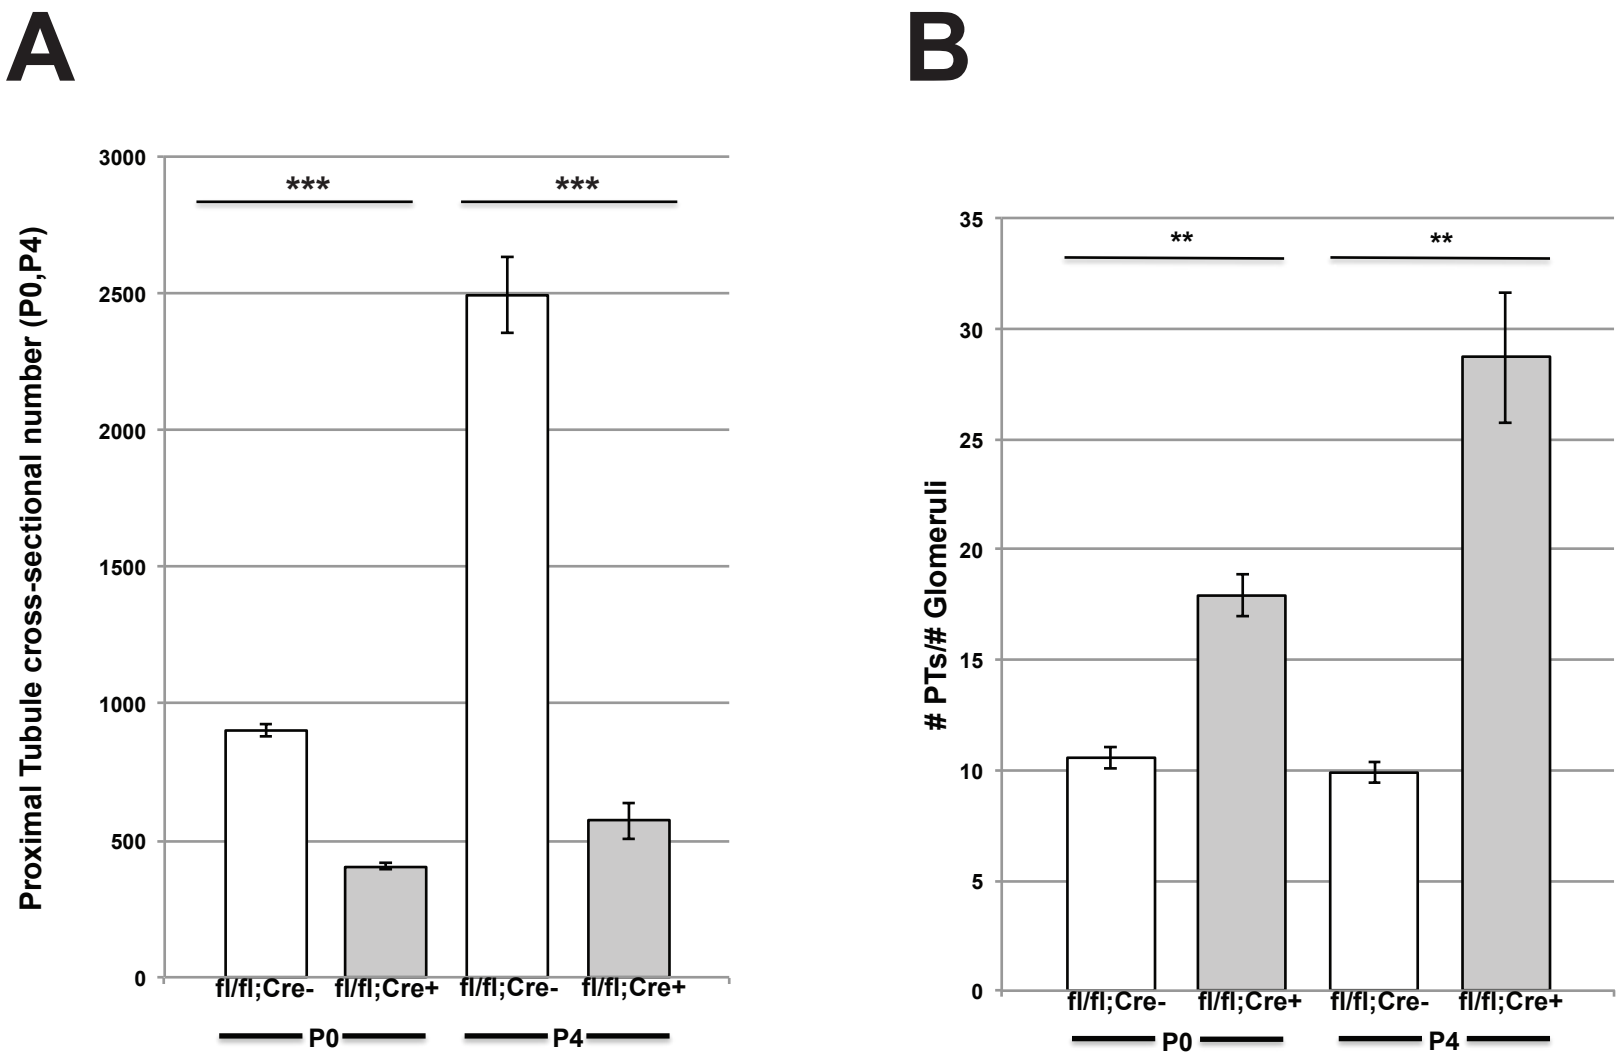 A
Proximal Tubule cross-sectional number (P0,P4)
3000
2500
2000
1500
1000
500
0
*** ***
fl/fl;Cre- fl/fl;Cre+ fl/fl;Cre- fl/fl;Cre+
P0 P4
B
# PTs/# Glomeruli
35
30
25
20
15
10
5
0
** **
fl/fl;Cre- fl/fl;Cre+ fl/fl;Cre- fl/fl;Cre+
P0 P4